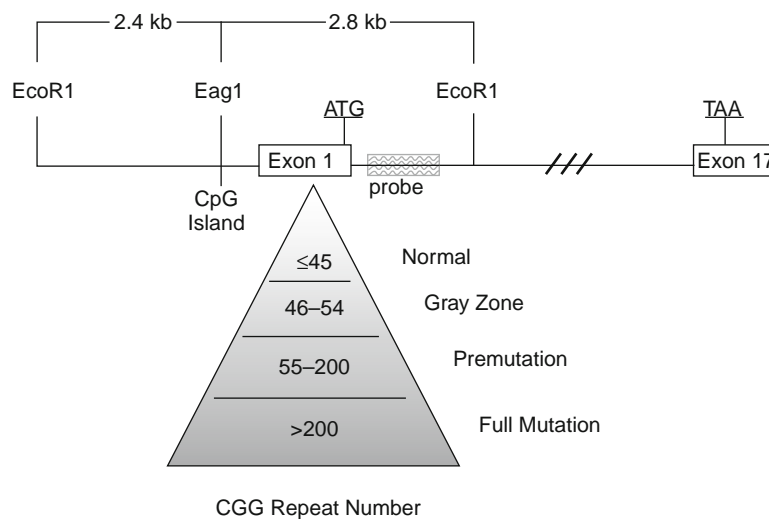 2.4 kb 2.8 kb
EcoR1 Eag1 EcoR1
ATG TAA
Exon 1 Exon 17
probe
CpG
Island
≤45 Normal
46–54 Gray Zone
55–200 Premutation
>200 Full Mutation
CGG Repeat Number